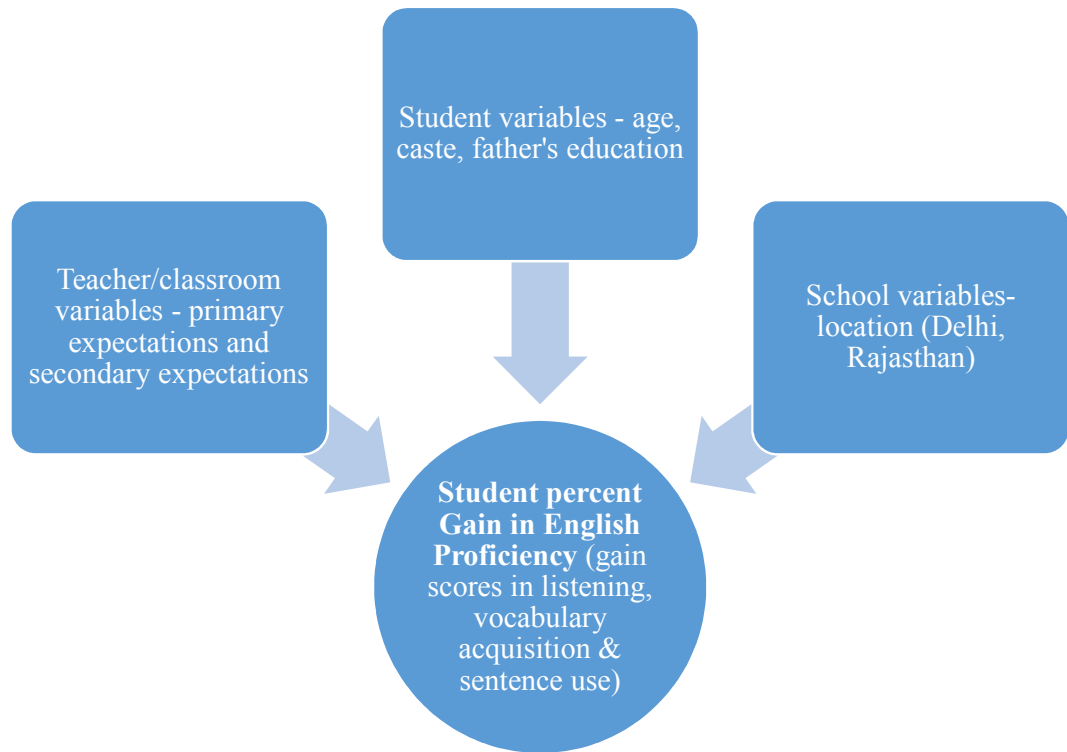 Student variables - age,
caste, father's education
Teacher/classroom
variables - primary
expectations and
secondary expectations
School variables-
location (Delhi,
Rajasthan)
Student percent
Gain in English
Proficiency (gain
scores in listening,
vocabulary
acquisition &
sentence use)